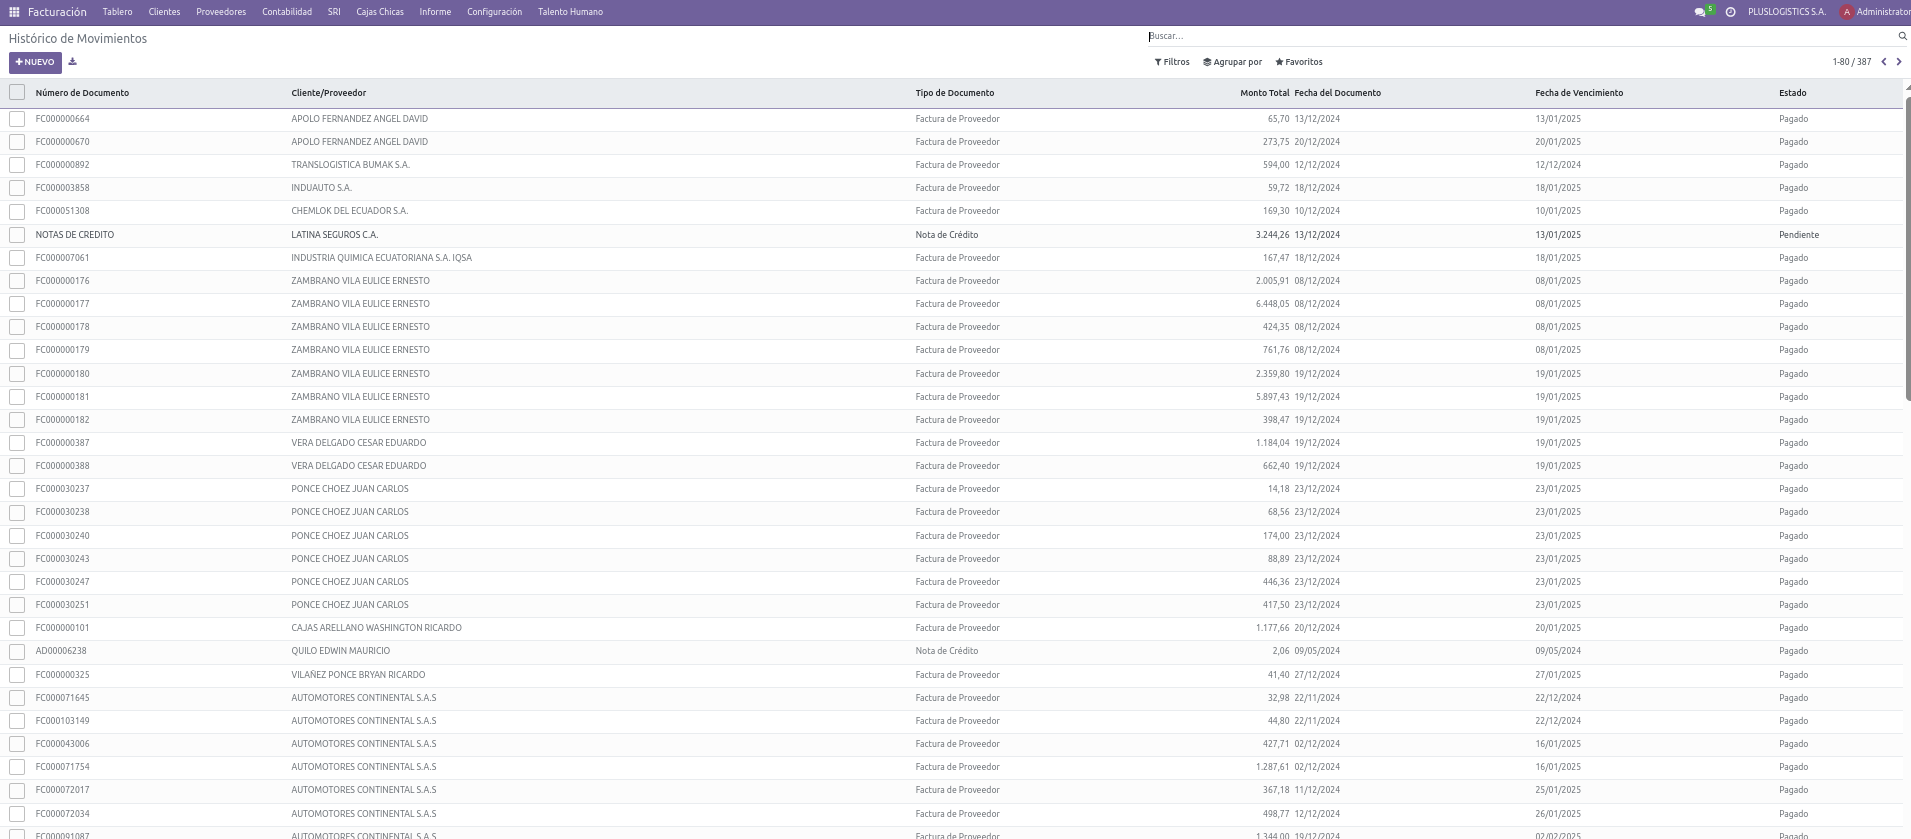 Facturación Tablero Clientes Proveedores Contabilidad SRI Cajas Chicas Informe Configuración Talento Humano 5 PLUSLOGISTICS S.A. A Administrator
Histórico de Movimientos Buscar...
+ NUEVO Filtros Agrupar por Favoritos 1-80 / 387
Número de Documento Cliente/Proveedor Tipo de Documento Monto Total Fecha del Documento Fecha de Vencimiento Estado
FC000000664 APOLO FERNANDEZ ANGEL DAVID Factura de Proveedor 65,70 13/12/2024 13/01/2025 Pagado
FC000000670 APOLO FERNANDEZ ANGEL DAVID Factura de Proveedor 273,75 20/12/2024 20/01/2025 Pagado
FC000000892 TRANSLOGISTICA BUMAK S.A. Factura de Proveedor 594,00 12/12/2024 12/12/2024 Pagado
FC000003858 INDUAUTO S.A. Factura de Proveedor 59,72 18/12/2024 18/01/2025 Pagado
FC000051308 CHEMLOK DEL ECUADOR S.A. Factura de Proveedor 169,30 10/12/2024 10/01/2025 Pagado
NOTAS DE CREDITO LATINA SEGUROS C.A. Nota de Crédito 3.244,26 13/12/2024 13/01/2025 Pendiente
FC000007061 INDUSTRIA QUIMICA ECUATORIANA S.A. IQSA Factura de Proveedor 167,47 18/12/2024 18/01/2025 Pagado
FC000000176 ZAMBRANO VILA EULICE ERNESTO Factura de Proveedor 2.005,91 08/12/2024 08/01/2025 Pagado
FC000000177 ZAMBRANO VILA EULICE ERNESTO Factura de Proveedor 6.448,05 08/12/2024 08/01/2025 Pagado
FC000000178 ZAMBRANO VILA EULICE ERNESTO Factura de Proveedor 424,35 08/12/2024 08/01/2025 Pagado
FC000000179 ZAMBRANO VILA EULICE ERNESTO Factura de Proveedor 761,76 08/12/2024 08/01/2025 Pagado
FC000000180 ZAMBRANO VILA EULICE ERNESTO Factura de Proveedor 2.359,80 19/12/2024 19/01/2025 Pagado
FC000000181 ZAMBRANO VILA EULICE ERNESTO Factura de Proveedor 5.897,43 19/12/2024 19/01/2025 Pagado
FC000000182 ZAMBRANO VILA EULICE ERNESTO Factura de Proveedor 398,47 19/12/2024 19/01/2025 Pagado
FC000000387 VERA DELGADO CESAR EDUARDO Factura de Proveedor 1.184,04 19/12/2024 19/01/2025 Pagado
FC000000388 VERA DELGADO CESAR EDUARDO Factura de Proveedor 662,40 19/12/2024 19/01/2025 Pagado
FC000030237 PONCE CHOEZ JUAN CARLOS Factura de Proveedor 14,18 23/12/2024 23/01/2025 Pagado
FC000030238 PONCE CHOEZ JUAN CARLOS Factura de Proveedor 68,56 23/12/2024 23/01/2025 Pagado
FC000030240 PONCE CHOEZ JUAN CARLOS Factura de Proveedor 174,00 23/12/2024 23/01/2025 Pagado
FC000030243 PONCE CHOEZ JUAN CARLOS Factura de Proveedor 88,89 23/12/2024 23/01/2025 Pagado
FC000030247 PONCE CHOEZ JUAN CARLOS Factura de Proveedor 446,36 23/12/2024 23/01/2025 Pagado
FC000030251 PONCE CHOEZ JUAN CARLOS Factura de Proveedor 417,50 23/12/2024 23/01/2025 Pagado
FC000000101 CAJAS ARELLANO WASHINGTON RICARDO Factura de Proveedor 1.177,66 20/12/2024 20/01/2025 Pagado
AD00006238 QUILO EDWIN MAURICIO Nota de Crédito 2,06 09/05/2024 09/05/2024 Pagado
FC000000325 VILAÑEZ PONCE BRYAN RICARDO Factura de Proveedor 41,40 27/12/2024 27/01/2025 Pagado
FC000071645 AUTOMOTORES CONTINENTAL S.A.S Factura de Proveedor 32,98 22/11/2024 22/12/2024 Pagado
FC000103149 AUTOMOTORES CONTINENTAL S.A.S Factura de Proveedor 44,80 22/11/2024 22/12/2024 Pagado
FC000043006 AUTOMOTORES CONTINENTAL S.A.S Factura de Proveedor 427,71 02/12/2024 16/01/2025 Pagado
FC000071754 AUTOMOTORES CONTINENTAL S.A.S Factura de Proveedor 1.287,61 02/12/2024 16/01/2025 Pagado
FC000072017 AUTOMOTORES CONTINENTAL S.A.S Factura de Proveedor 367,18 11/12/2024 25/01/2025 Pagado
FC000072034 AUTOMOTORES CONTINENTAL S.A.S Factura de Proveedor 498,77 12/12/2024 26/01/2025 Pagado
FC000091087 AUTOMOTORES CONTINENTAL S.A.S Factura de Proveedor 1.344,00 19/12/2024 02/02/2025 Pagado